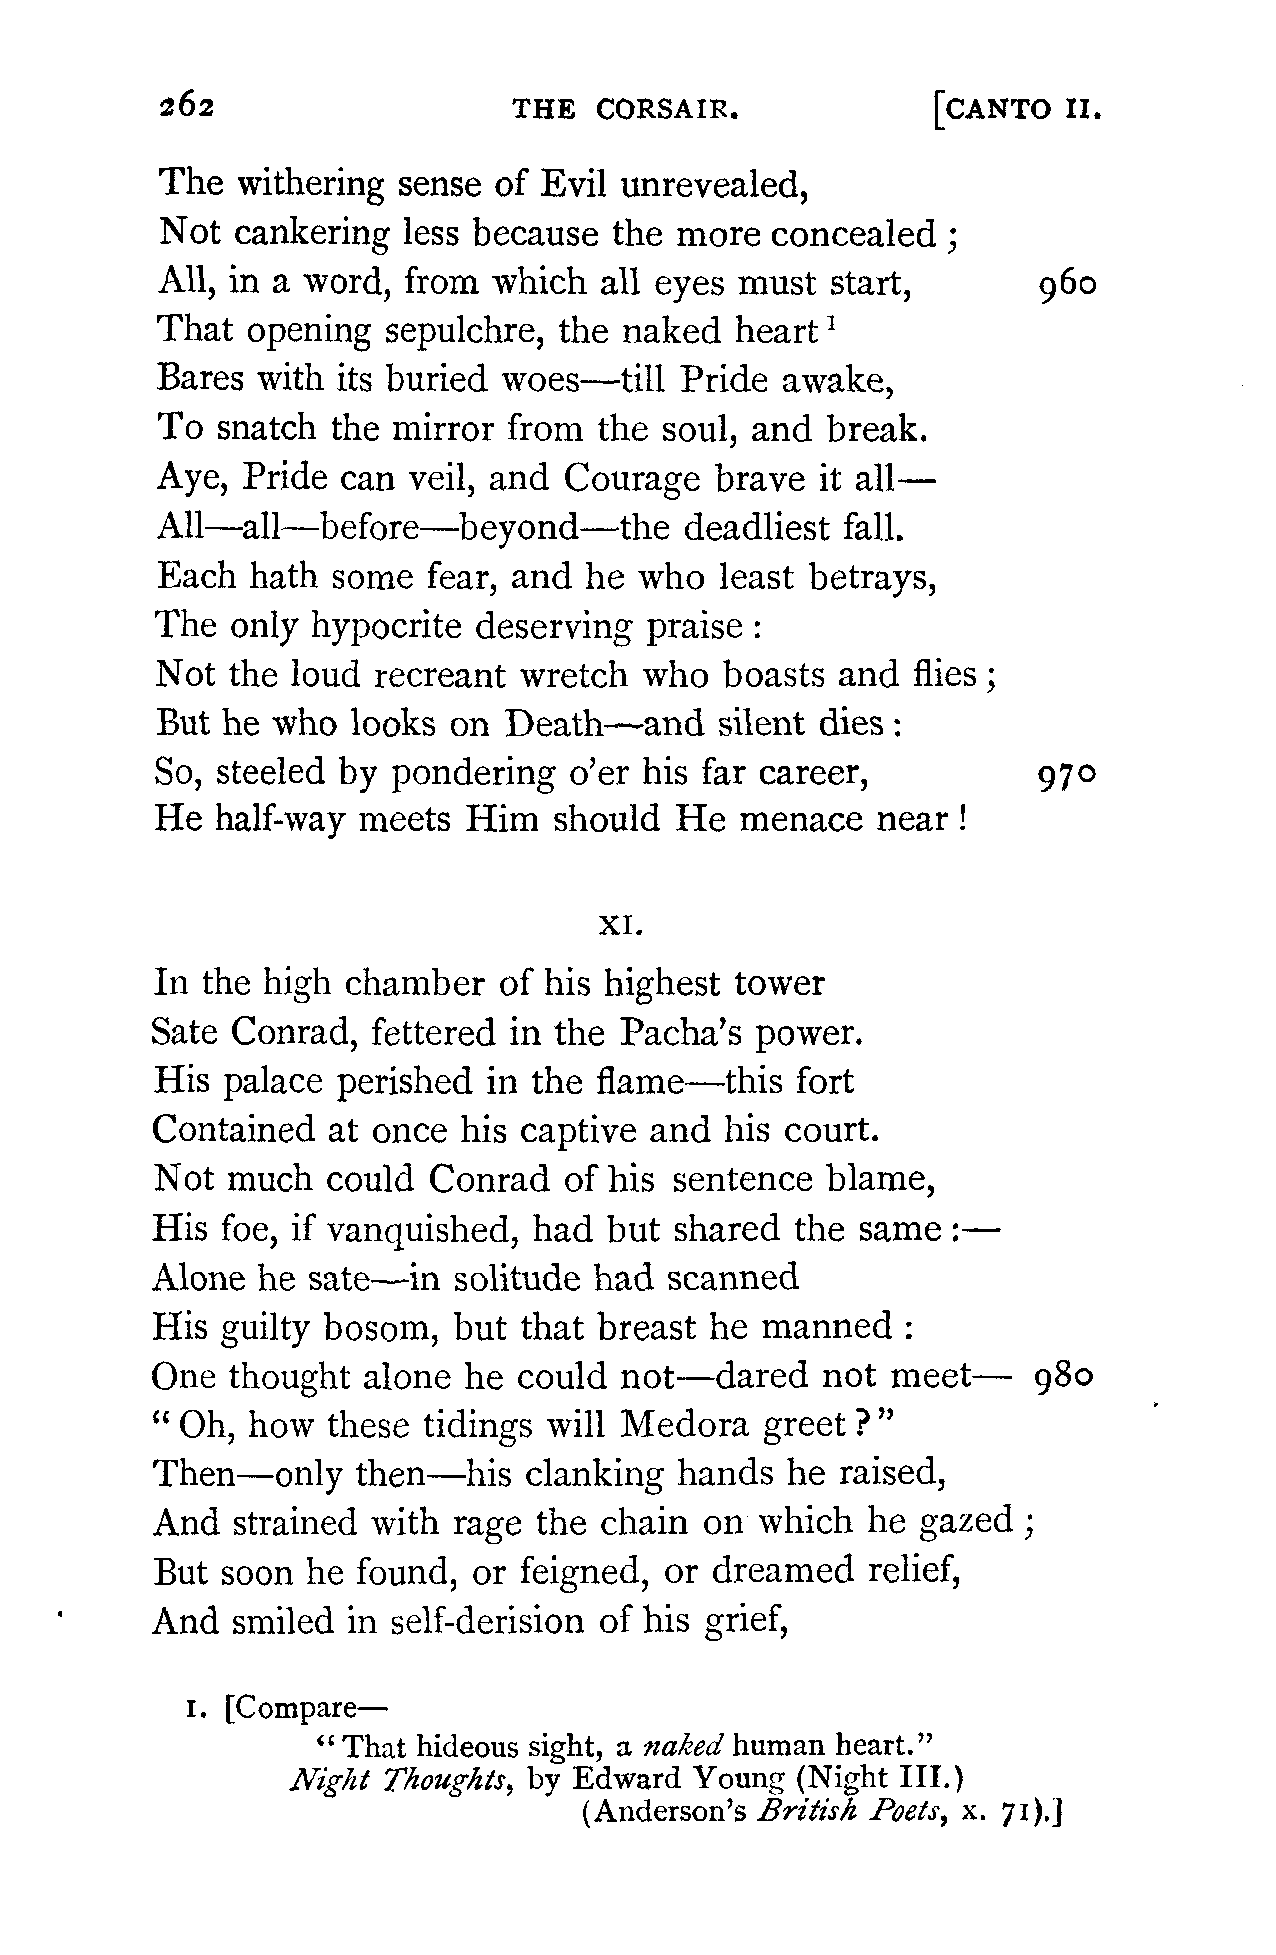 262 THE CORSAIR. [CANTO II.
The withering sense of Evil unrevealed,
Not cankering less because the more concealed ;
All, in a word, from which all eyes must start, 960
That opening sepulchre, the naked heart ¹
Bares with its buried woes—till Pride awake,
To snatch the mirror from the soul, and break.
Aye, Pride can veil, and Courage brave it all—
All—all—before—beyond—the deadliest fall.
Each hath some fear, and he who least betrays,
The only hypocrite deserving praise :
Not the loud recreant wretch who boasts and flies ;
But he who looks on Death—and silent dies :
So, steeled by pondering o'er his far career, 970
He half-way meets Him should He menace near !
XI.
In the high chamber of his highest tower
Sate Conrad, fettered in the Pacha's power.
His palace perished in the flame—this fort
Contained at once his captive and his court.
Not much could Conrad of his sentence blame,
His foe, if vanquished, had but shared the same :—
Alone he sate—in solitude had scanned
His guilty bosom, but that breast he manned :
One thought alone he could not—dared not meet— 980
“ Oh, how these tidings will Medora greet ? ”
Then—only then—his clanking hands he raised,
And strained with rage the chain on which he gazed ;
But soon he found, or feigned, or dreamed relief,
And smiled in self-derision of his grief,
1. [Compare—
“ That hideous sight, a naked human heart.”
Night Thoughts, by Edward Young (Night III.)
(Anderson's British Poets, x. 71).]